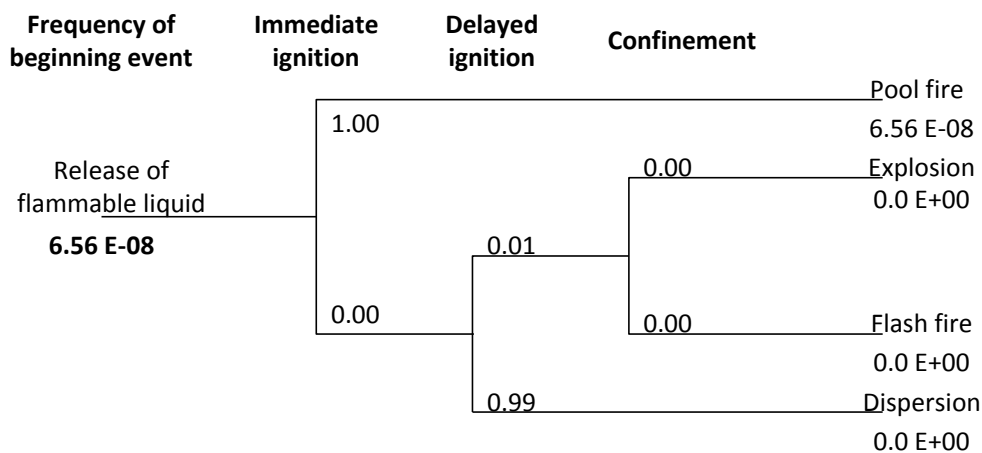 Frequency of
beginning event
Immediate
ignition
Delayed
ignition
Confinement
Pool fire
1.00
6.56 E-08
Release of
flammable liquid
6.56 E-08
0.00
Explosion
0.0 E+00
0.01
0.00
0.00
Flash fire
0.0 E+00
0.99
Dispersion
0.0 E+00